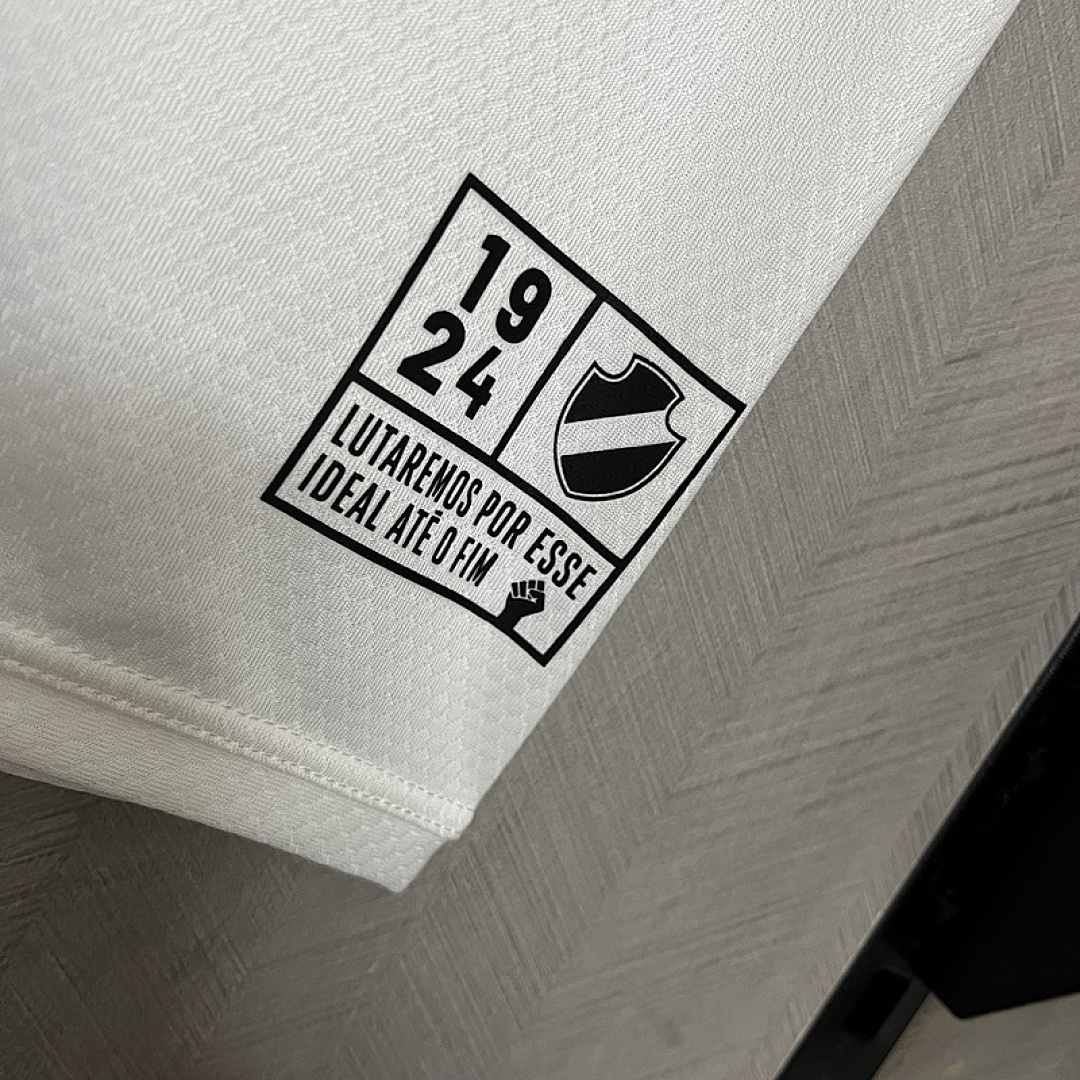 19
24
LUTAREMOS POR ESSE
IDEAL ATÉ O FIM